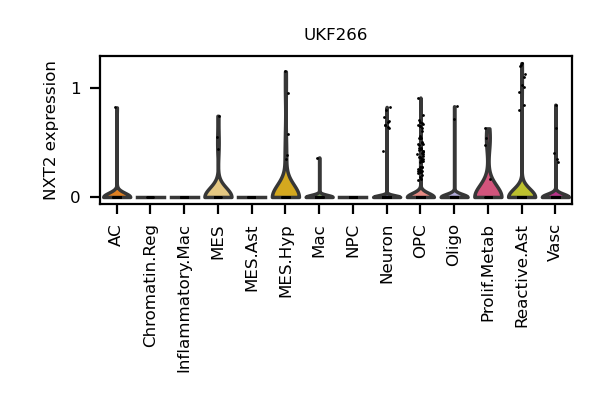 UKF266
NXT2 expression
1
0
AC
Chromatin.Reg
Inflammatory.Mac
MES
MES.Ast
MES.Hyp
Mac
NPC
Neuron
OPC
Oligo
Prolif.Metab
Reactive.Ast
Vasc